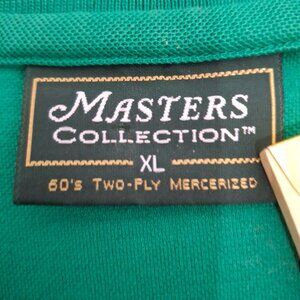 MASTERS
COLLECTION™
XL
60'S TWO-PLY MERCERIZED